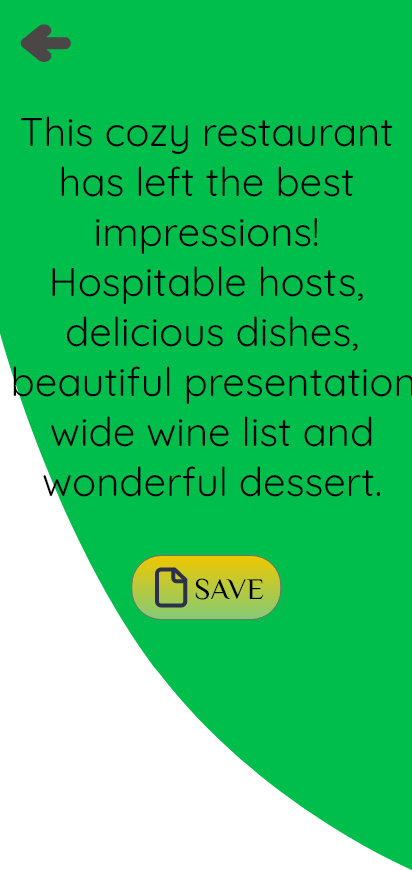 This cozy restaurant
has left the best
impressions!
Hospitable hosts,
delicious dishes,
beautiful presentation
wide wine list and
wonderful dessert.
SAVE